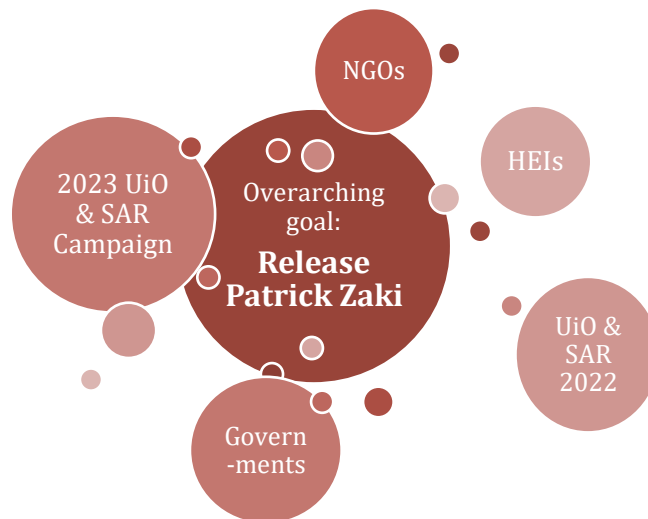 NGOs
HEIs
2023 UiO
& SAR
Campaign
Overarching
goal:
Release
Patrick Zaki
UiO &
SAR
2022
Govern
-ments